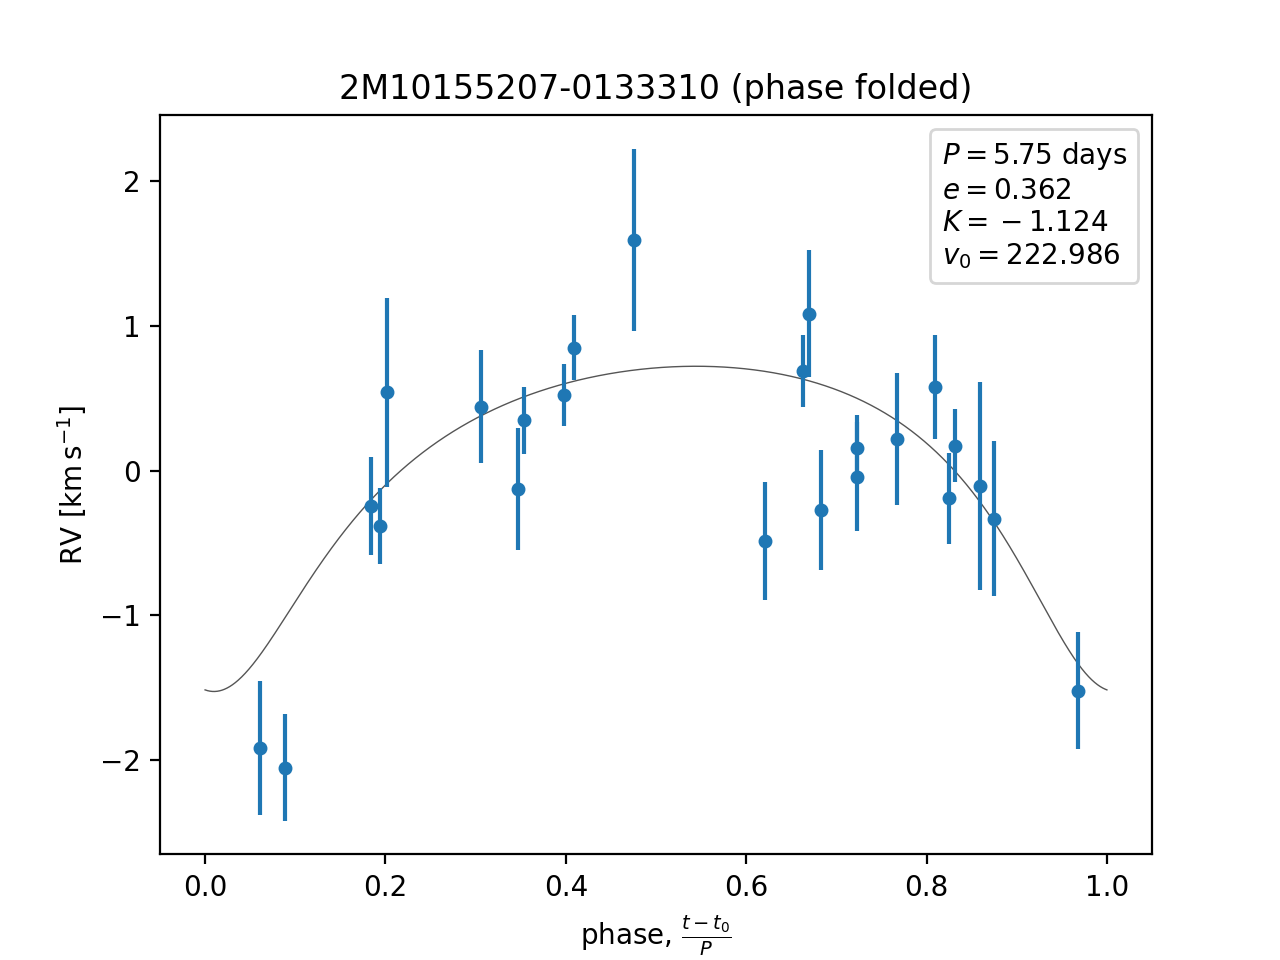 2M10155207-0133310 (phase folded)
P = 5.75 days
e = 0.362
K = −1.124
v₀ = 222.986
RV [km s⁻¹]
2
1
0
−1
−2
0.0 0.2 0.4 0.6 0.8 1.0
phase, (t − t₀)/P